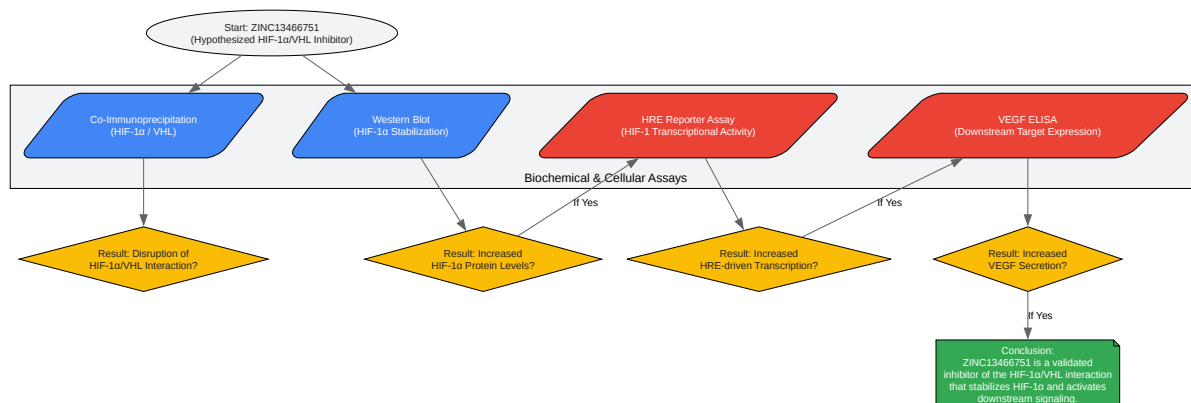 Start: ZINC13466751
(Hypothesized HIF-1α/VHL Inhibitor)
Co-Immunoprecipitation
(HIF-1α / VHL)
Western Blot
(HIF-1α Stabilization)
HRE Reporter Assay
(HIF-1 Transcriptional Activity)
VEGF ELISA
(Downstream Target Expression)
Biochemical & Cellular Assays
If Yes
If Yes
Result: Disruption of
HIF-1α/VHL Interaction?
Result: Increased
HIF-1α Protein Levels?
Result: Increased
HRE-driven Transcription?
Result: Increased
VEGF Secretion?
If Yes
Conclusion:
ZINC13466751 is a validated
inhibitor of the HIF-1α/VHL interaction
that stabilizes HIF-1α and activates
downstream signaling.